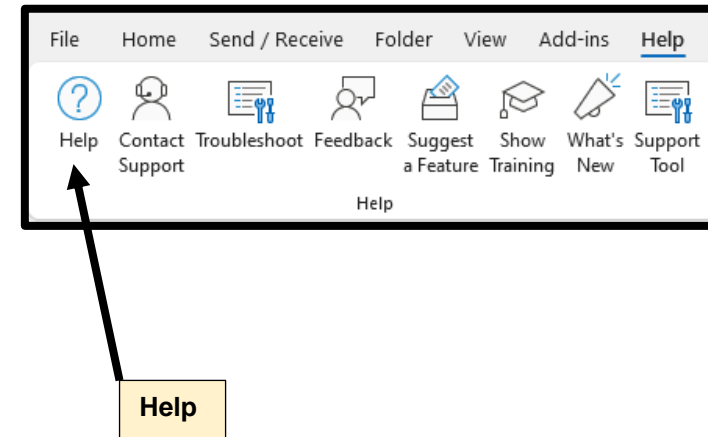 File Home Send / Receive Folder View Add-ins Help
Help Contact Troubleshoot Feedback Suggest Show What's Support
Support a Feature Training New Tool
Help
Help